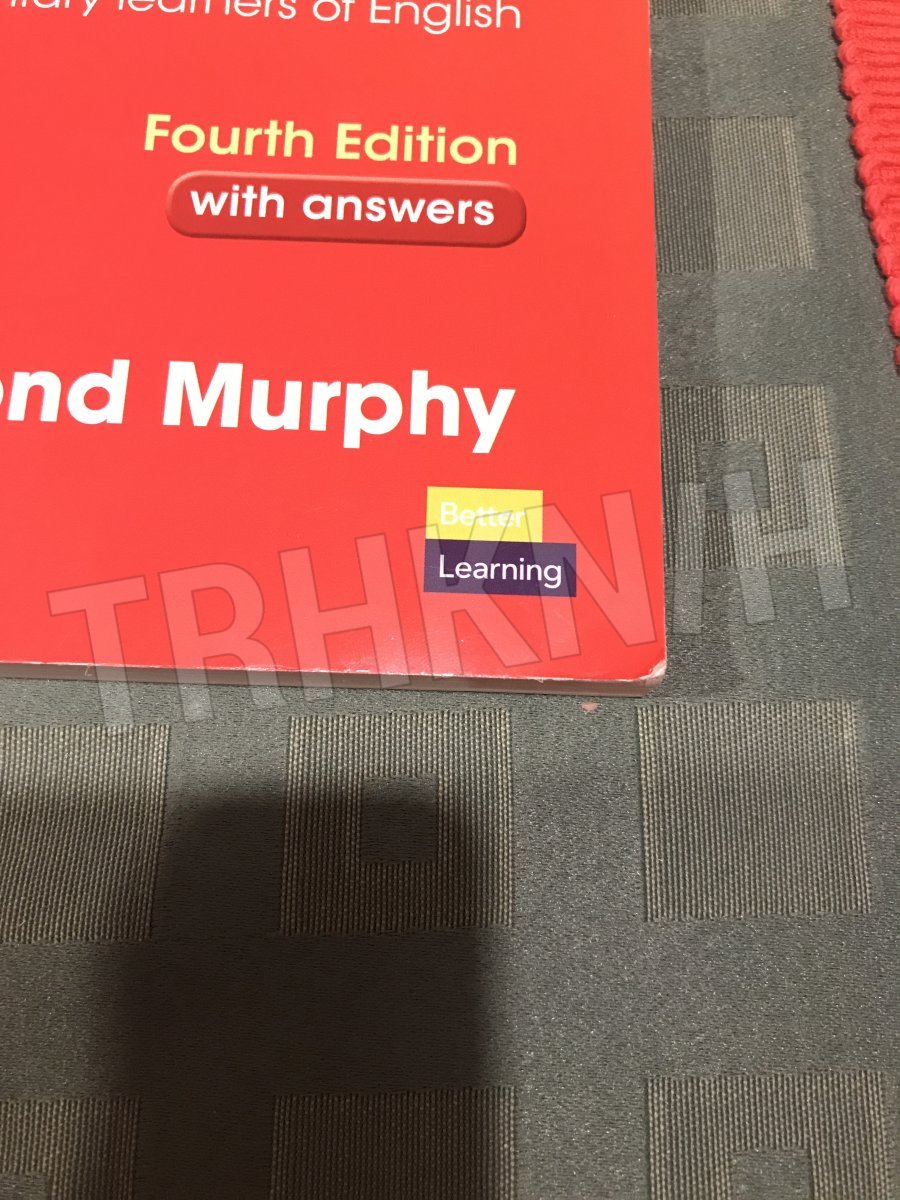 learners of English
Fourth Edition
with answers
Murphy
Better
Learning